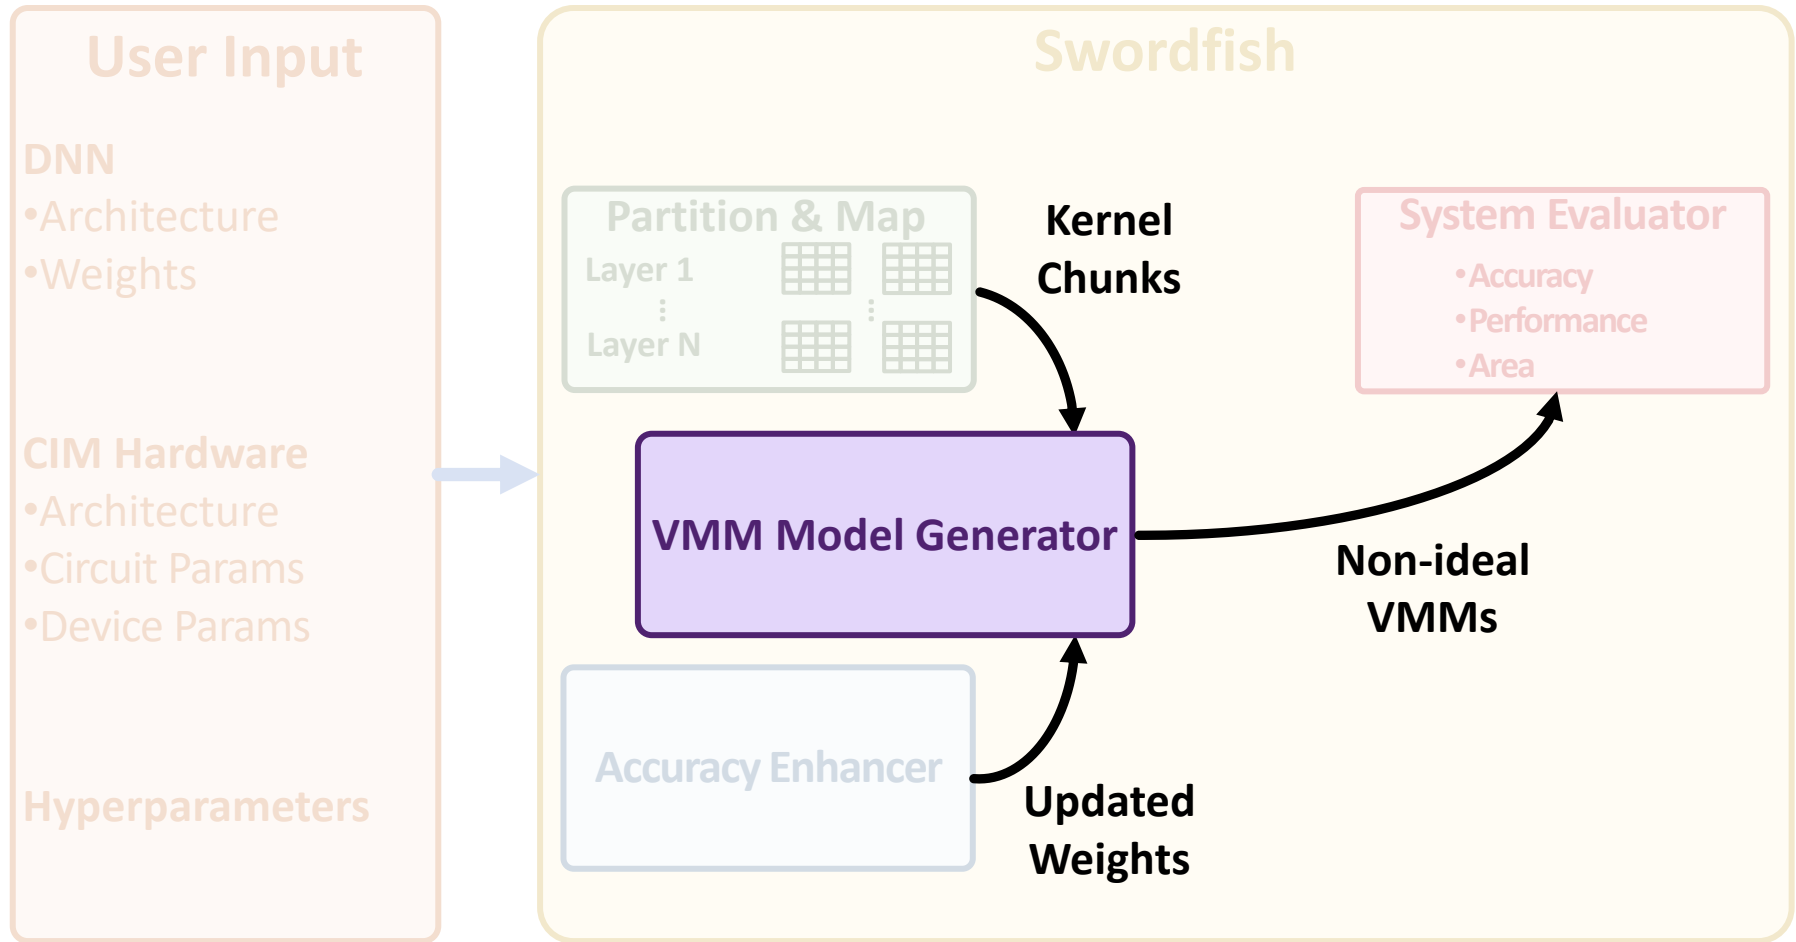 User Input
DNN
•Architecture
•Weights
CIM Hardware
•Architecture
•Circuit Params
•Device Params
Hyperparameters
Swordfish
Partition & Map
Layer 1
Layer N
Kernel
Chunks
System Evaluator
•Accuracy
•Performance
•Area
VMM Model Generator
Non-ideal
VMMs
Accuracy Enhancer
Updated
Weights